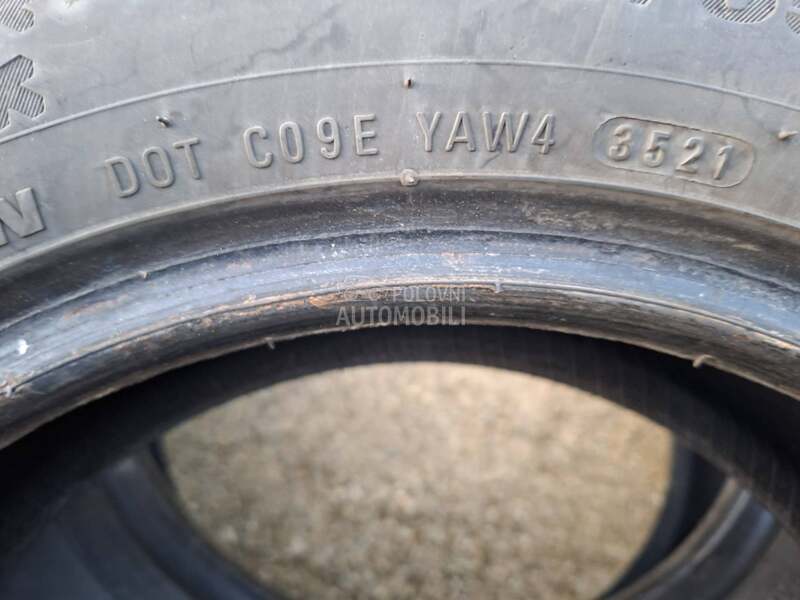 DOT C09E YAW4 3521
POLOVNI
AUTOMOBILI